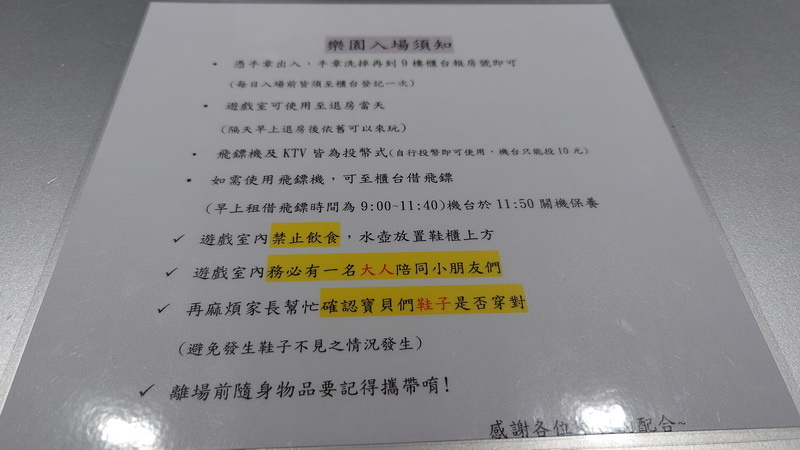 樂園入場須知
• 憑手章出入，手章洗掉再到9樓櫃台報房號即可
(每日入場前皆須至櫃台登記一次)
• 遊戲室可使用至退房當天
(隔天早上退房後依舊可以來玩)
• 飛鏢機及KTV皆為投幣式(自行投幣即可使用，機台只能投10元)
• 如需使用飛鏢機，可至櫃台借飛鏢
(早上租借飛鏢時間為9:00~11:40)機台於11:50關機保養
✓ 遊戲室內禁止飲食，水壺放置鞋櫃上方
✓ 遊戲室內務必有一名大人陪同小朋友們
✓ 再麻煩家長幫忙確認寶貝們鞋子是否穿對
(避免發生鞋子不見之情況發生)
✓ 離場前隨身物品要記得攜帶唷!
感謝各位配合~